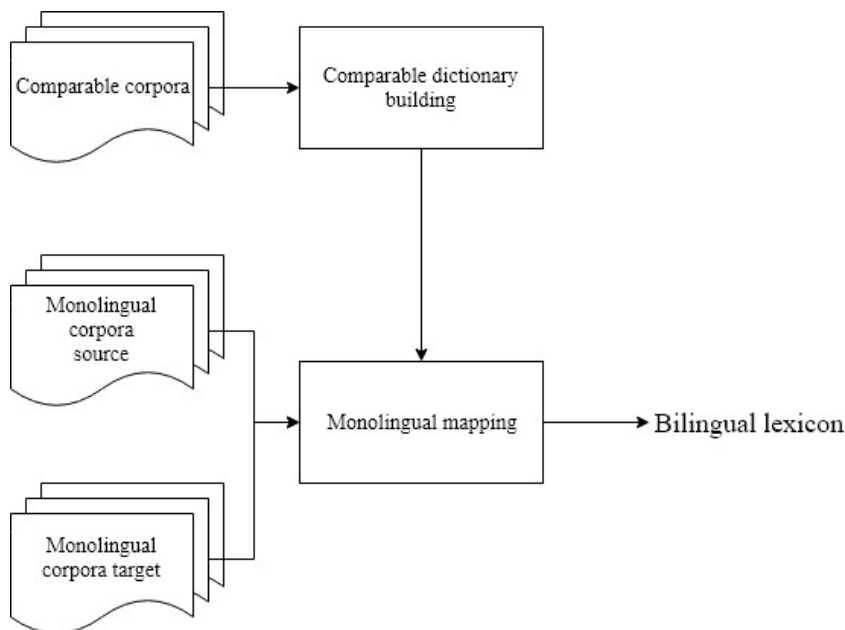 Comparable corpora
Comparable dictionary
building
Monolingual
corpora
source
Monolingual mapping
Bilingual lexicon
Monolingual
corpora target